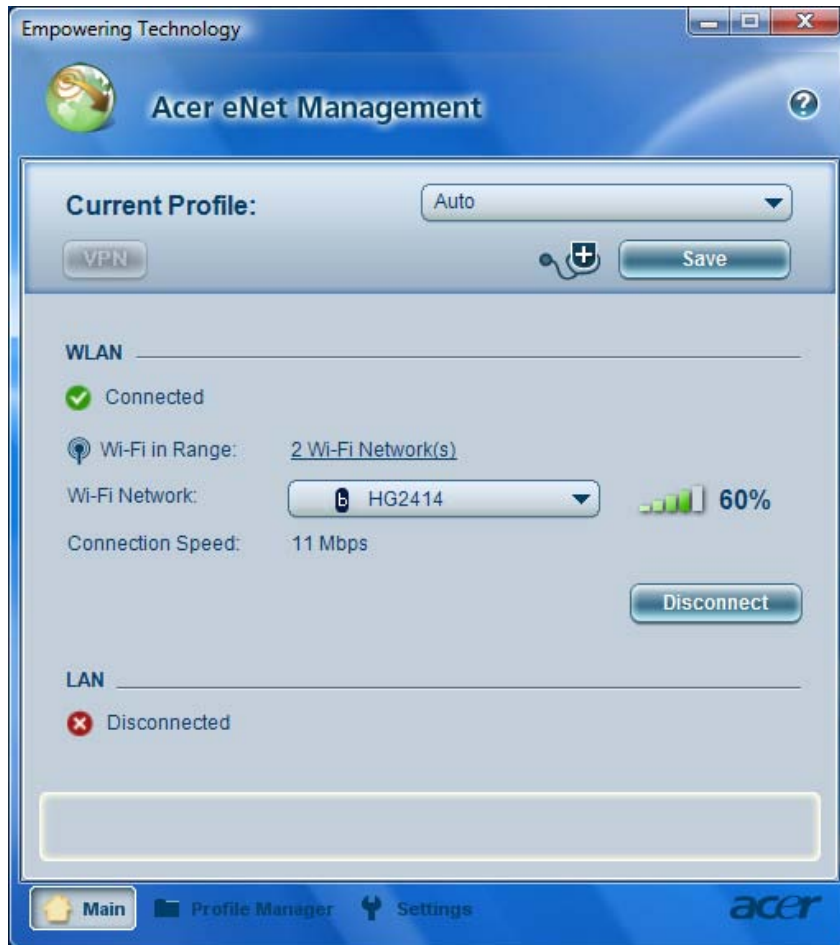 Empowering Technology
Acer eNet Management
?
Current Profile:
Auto
VPN
Save
WLAN
Connected
Wi-Fi in Range:
2 Wi-Fi Network(s)
Wi-Fi Network:
b HG2414
60%
Connection Speed:
11 Mbps
Disconnect
LAN
Disconnected
Main
Profile Manager
Settings
acer